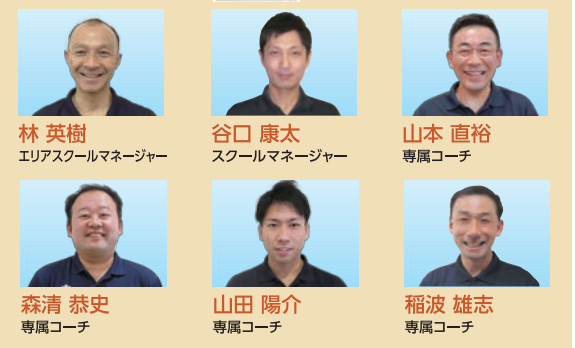 林 英樹
エリアスクールマネージャー
谷口 康太
スクールマネージャー
山本 直裕
専属コーチ
森清 恭史
専属コーチ
山田 陽介
専属コーチ
稲波 雄志
専属コーチ